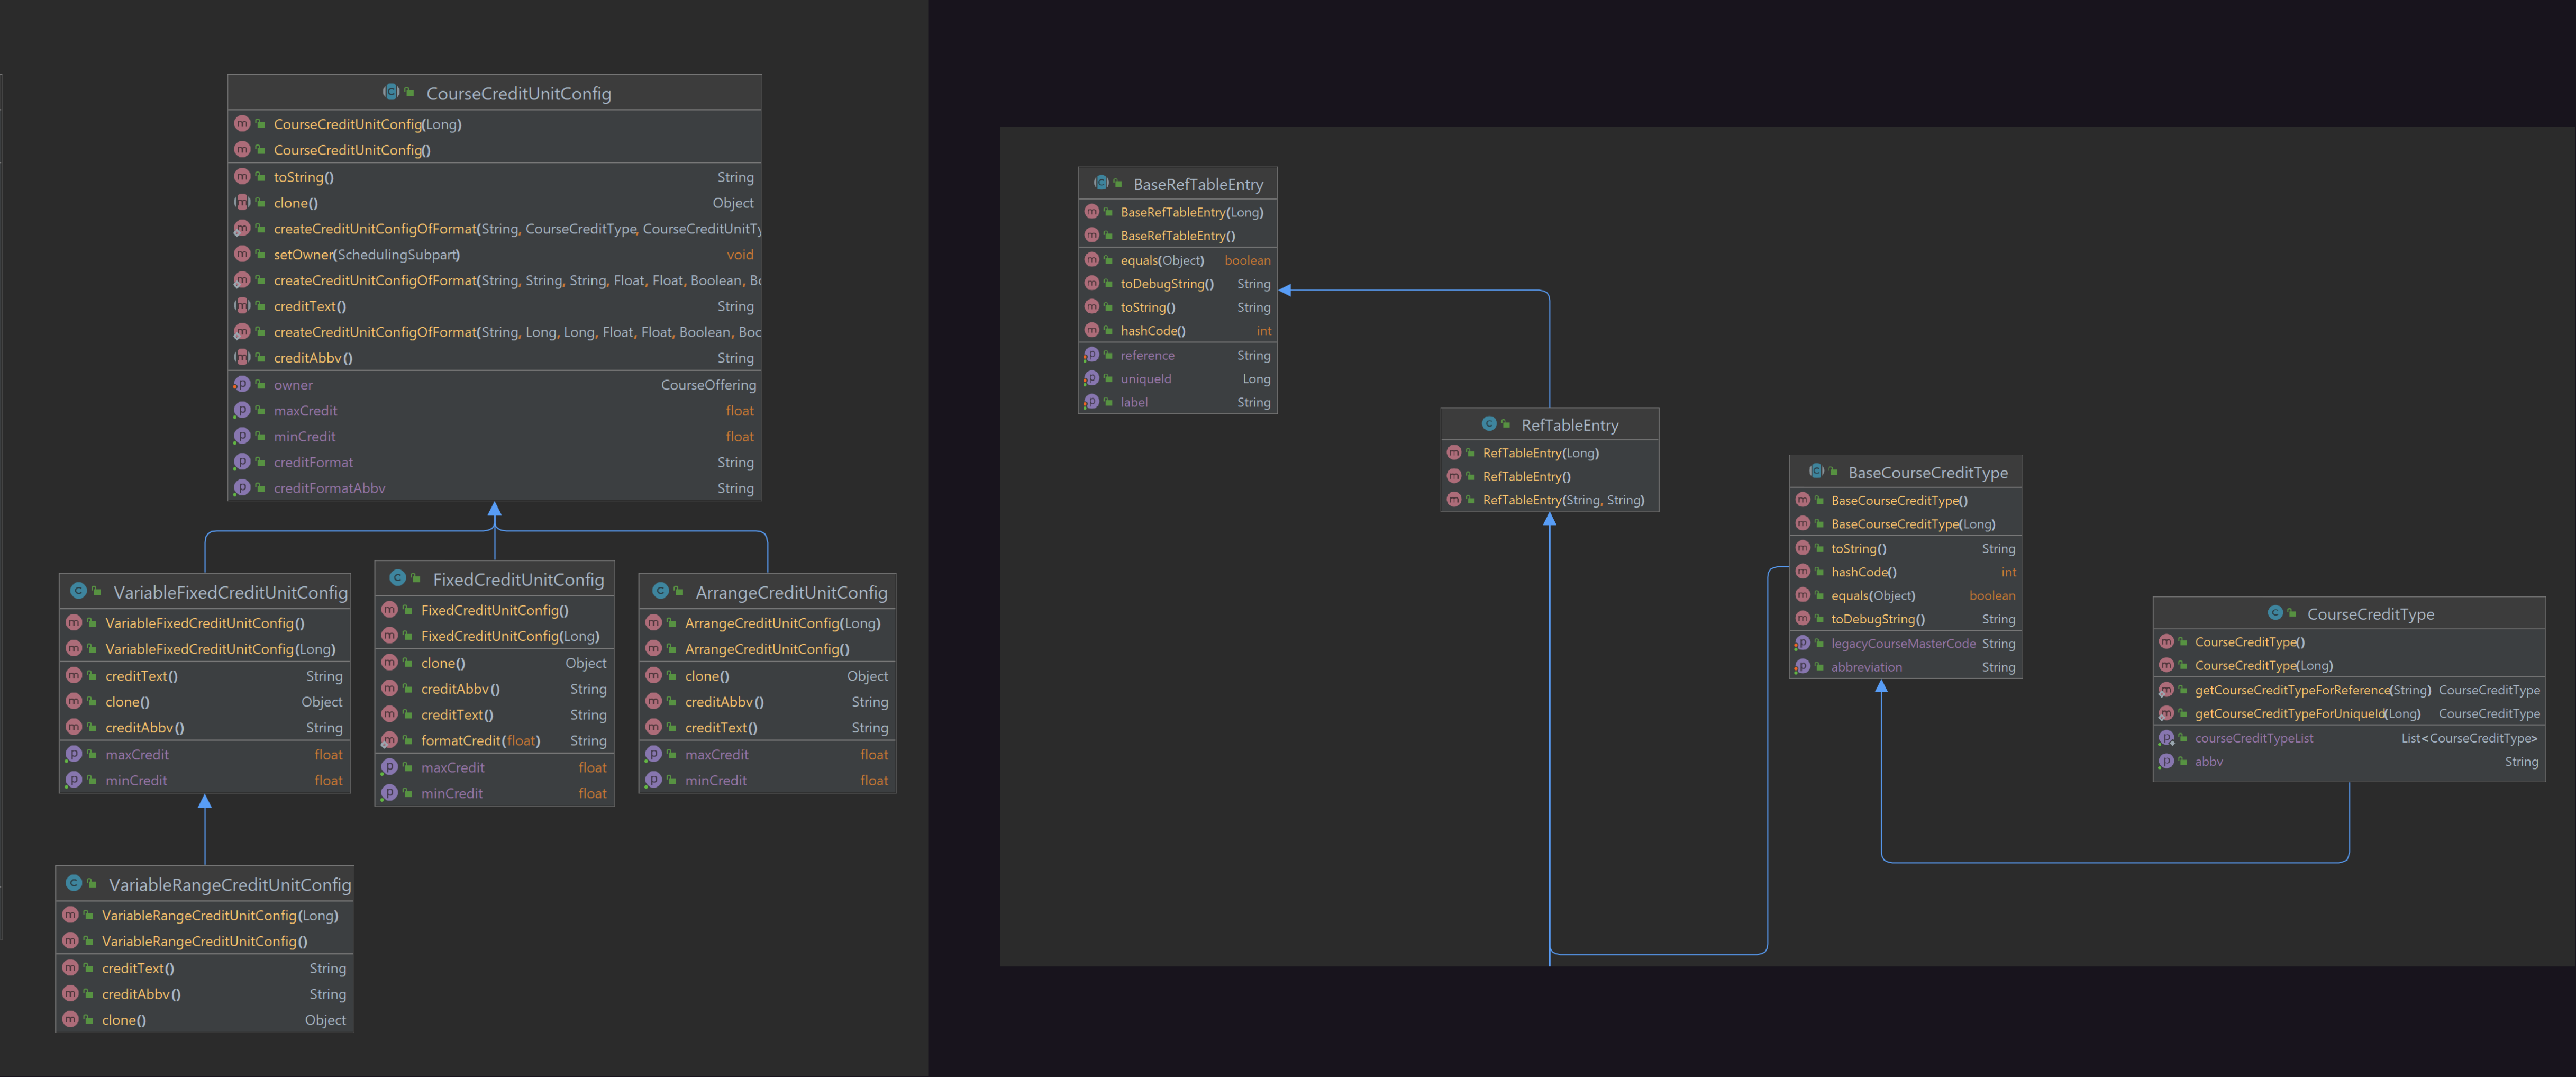 CourseCreditUnitConfig
CourseCreditUnitConfig(Long)
CourseCreditUnitConfig()
toString() String
clone() Object
createCreditUnitConfigOfFormat(String, CourseCreditType, CourseCreditUnitTy
setOwner(SchedulingSubpart) void
createCreditUnitConfigOfFormat(String, String, String, Float, Float, Boolean, Bo
creditText() String
createCreditUnitConfigOfFormat(String, Long, Long, Float, Float, Boolean, Boo
creditAbbv() String
owner CourseOffering
maxCredit float
minCredit float
creditFormat String
creditFormatAbbv String
VariableFixedCreditUnitConfig
VariableFixedCreditUnitConfig()
VariableFixedCreditUnitConfig(Long)
creditText() String
clone() Object
creditAbbv() String
maxCredit float
minCredit float
FixedCreditUnitConfig
FixedCreditUnitConfig()
FixedCreditUnitConfig(Long)
clone() Object
creditAbbv() String
creditText() String
formatCredit(float) String
maxCredit float
minCredit float
ArrangeCreditUnitConfig
ArrangeCreditUnitConfig(Long)
ArrangeCreditUnitConfig()
clone() Object
creditAbbv() String
creditText() String
maxCredit float
minCredit float
VariableRangeCreditUnitConfig
VariableRangeCreditUnitConfig(Long)
VariableRangeCreditUnitConfig()
creditText() String
creditAbbv() String
clone() Object
BaseRefTableEntry
BaseRefTableEntry(Long)
BaseRefTableEntry()
equals(Object) boolean
toDebugString() String
toString() String
hashCode() int
reference String
uniqueId Long
label String
RefTableEntry
RefTableEntry(Long)
RefTableEntry()
RefTableEntry(String, String)
BaseCourseCreditType
BaseCourseCreditType()
BaseCourseCreditType(Long)
toString() String
hashCode() int
equals(Object) boolean
toDebugString() String
legacyCourseMasterCode String
abbreviation String
CourseCreditType
CourseCreditType()
CourseCreditType(Long)
getCourseCreditTypeForReference(String) CourseCreditType
getCourseCreditTypeForUniqueId(Long) CourseCreditType
courseCreditTypeList List<CourseCreditType>
abbv String